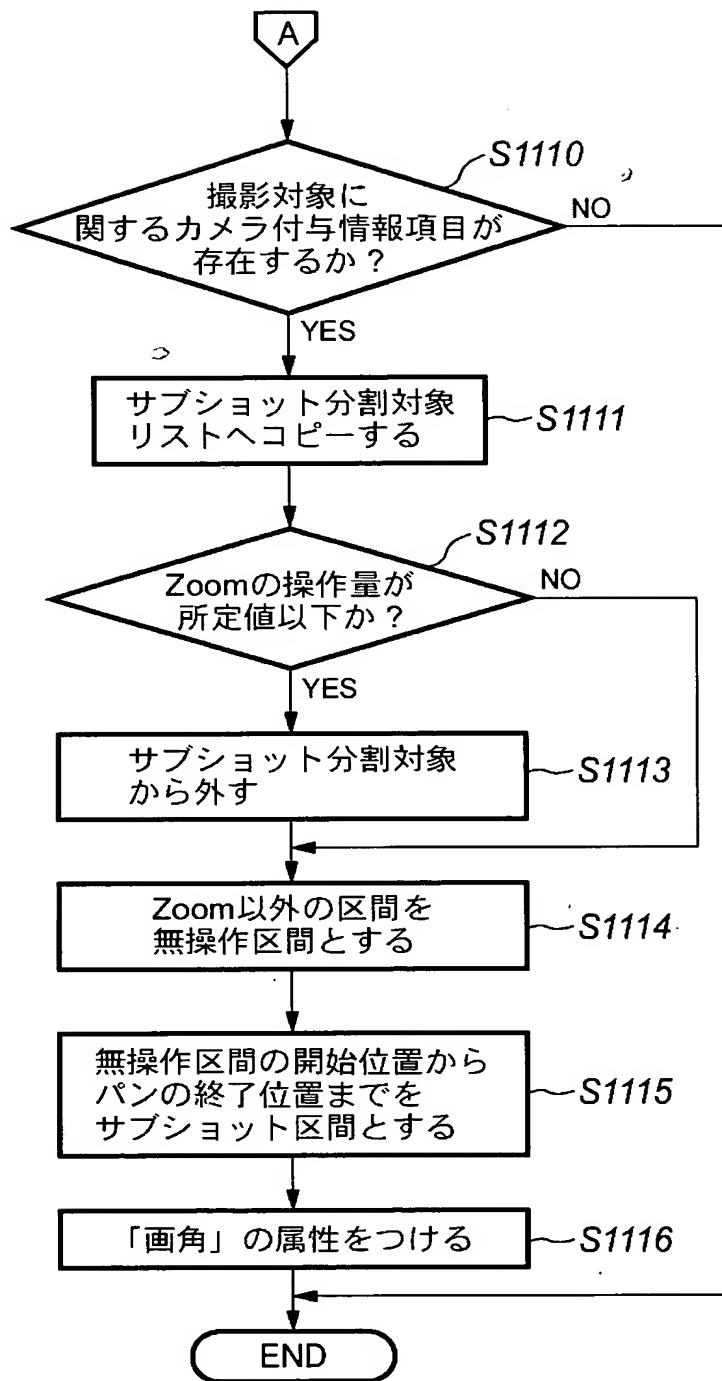 A
S1110
撮影対象に
関するカメラ付与情報項目が
存在するか？
NO
YES
サブショット分割対象
リストへコピーする
S1111
S1112
Zoomの操作量が
所定値以下か？
NO
YES
サブショット分割対象
から外す
S1113
Zoom以外の区間を
無操作区間とする
S1114
無操作区間の開始位置から
パンの終了位置までを
サブショット区間とする
S1115
「画角」の属性をつける
S1116
END